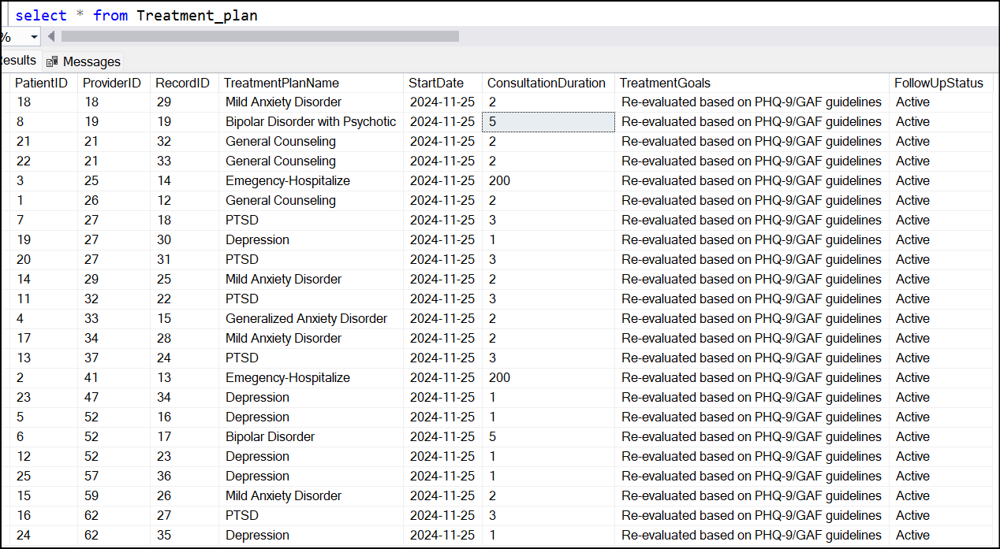 select * from Treatment_plan
%
Results Messages
PatientID ProviderID RecordID TreatmentPlanName StartDate ConsultationDuration TreatmentGoals FollowUpStatus
18 18 29 Mild Anxiety Disorder 2024-11-25 2 Re-evaluated based on PHQ-9/GAF guidelines Active
8 19 19 Bipolar Disorder with Psychotic 2024-11-25 5 Re-evaluated based on PHQ-9/GAF guidelines Active
21 21 32 General Counseling 2024-11-25 2 Re-evaluated based on PHQ-9/GAF guidelines Active
22 21 33 General Counseling 2024-11-25 2 Re-evaluated based on PHQ-9/GAF guidelines Active
3 25 14 Emegency-Hospitalize 2024-11-25 200 Re-evaluated based on PHQ-9/GAF guidelines Active
1 26 12 General Counseling 2024-11-25 2 Re-evaluated based on PHQ-9/GAF guidelines Active
7 27 18 PTSD 2024-11-25 3 Re-evaluated based on PHQ-9/GAF guidelines Active
19 27 30 Depression 2024-11-25 1 Re-evaluated based on PHQ-9/GAF guidelines Active
20 27 31 PTSD 2024-11-25 3 Re-evaluated based on PHQ-9/GAF guidelines Active
14 29 25 Mild Anxiety Disorder 2024-11-25 2 Re-evaluated based on PHQ-9/GAF guidelines Active
11 32 22 PTSD 2024-11-25 3 Re-evaluated based on PHQ-9/GAF guidelines Active
4 33 15 Generalized Anxiety Disorder 2024-11-25 2 Re-evaluated based on PHQ-9/GAF guidelines Active
17 34 28 Mild Anxiety Disorder 2024-11-25 2 Re-evaluated based on PHQ-9/GAF guidelines Active
13 37 24 PTSD 2024-11-25 3 Re-evaluated based on PHQ-9/GAF guidelines Active
2 41 13 Emegency-Hospitalize 2024-11-25 200 Re-evaluated based on PHQ-9/GAF guidelines Active
23 47 34 Depression 2024-11-25 1 Re-evaluated based on PHQ-9/GAF guidelines Active
5 52 16 Depression 2024-11-25 1 Re-evaluated based on PHQ-9/GAF guidelines Active
6 52 17 Bipolar Disorder 2024-11-25 5 Re-evaluated based on PHQ-9/GAF guidelines Active
12 52 23 Depression 2024-11-25 1 Re-evaluated based on PHQ-9/GAF guidelines Active
25 57 36 Depression 2024-11-25 1 Re-evaluated based on PHQ-9/GAF guidelines Active
15 59 26 Mild Anxiety Disorder 2024-11-25 2 Re-evaluated based on PHQ-9/GAF guidelines Active
16 62 27 PTSD 2024-11-25 3 Re-evaluated based on PHQ-9/GAF guidelines Active
24 62 35 Depression 2024-11-25 1 Re-evaluated based on PHQ-9/GAF guidelines Active